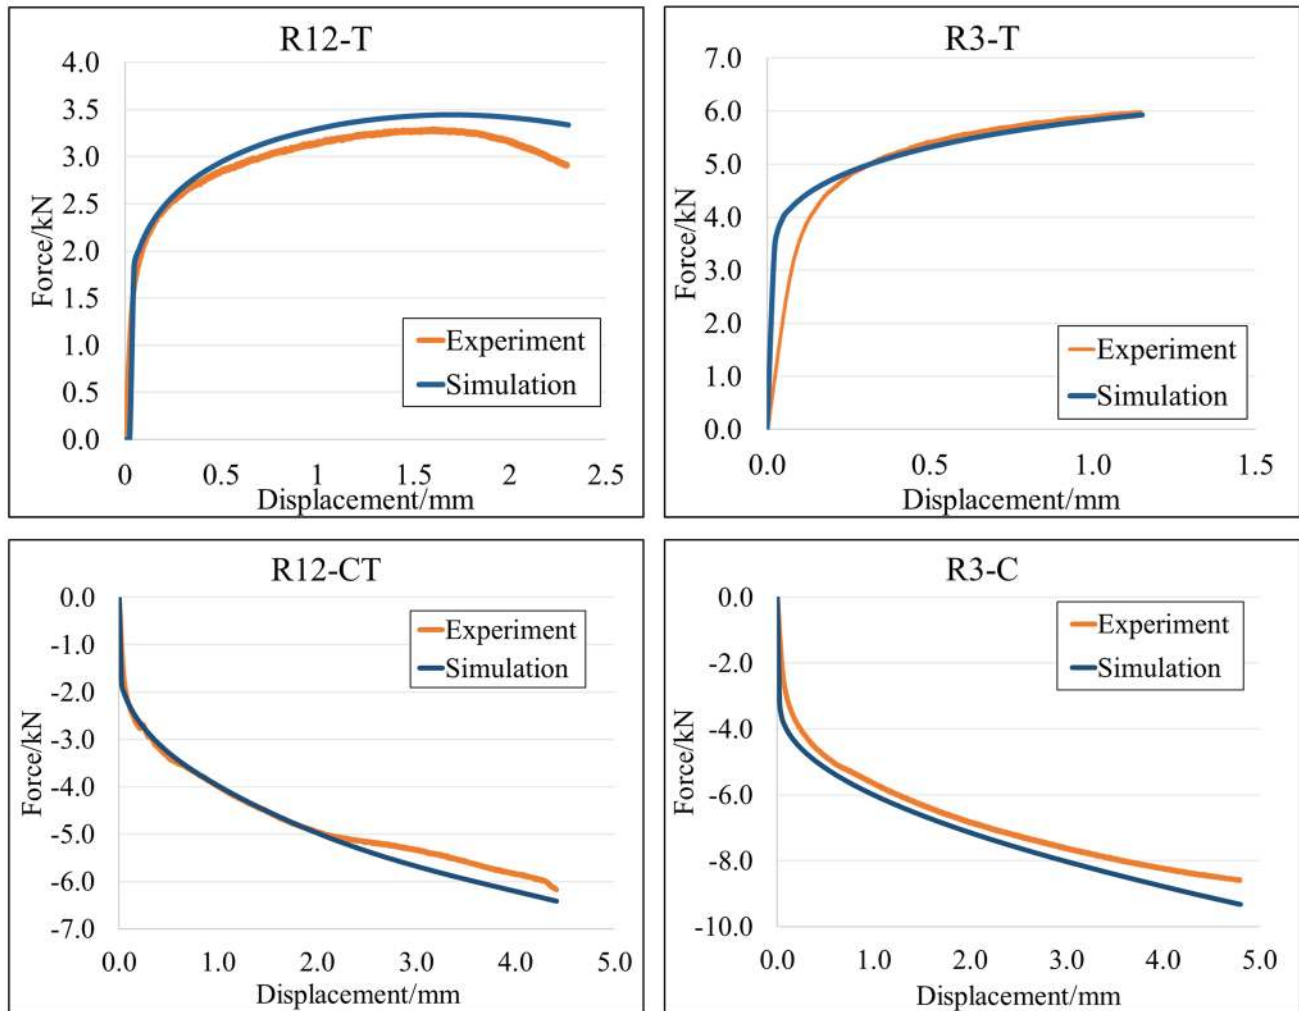 R12-T
4.0
3.5
3.0
2.5
2.0
1.5
1.0
0.5
0.0
Force/kN
Experiment
Simulation
0 0.5 1 1.5 2 2.5
Displacement/mm
R3-T
7.0
6.0
5.0
4.0
3.0
2.0
1.0
0.0
Force/kN
Experiment
Simulation
0.0 0.5 1.0 1.5
Displacement/mm
R12-CT
0.0
-1.0
-2.0
-3.0
-4.0
-5.0
-6.0
-7.0
Force/kN
Experiment
Simulation
0.0 1.0 2.0 3.0 4.0 5.0
Displacement/mm
R3-C
0.0
-2.0
-4.0
-6.0
-8.0
-10.0
Force/kN
Experiment
Simulation
0.0 1.0 2.0 3.0 4.0 5.0
Displacement/mm